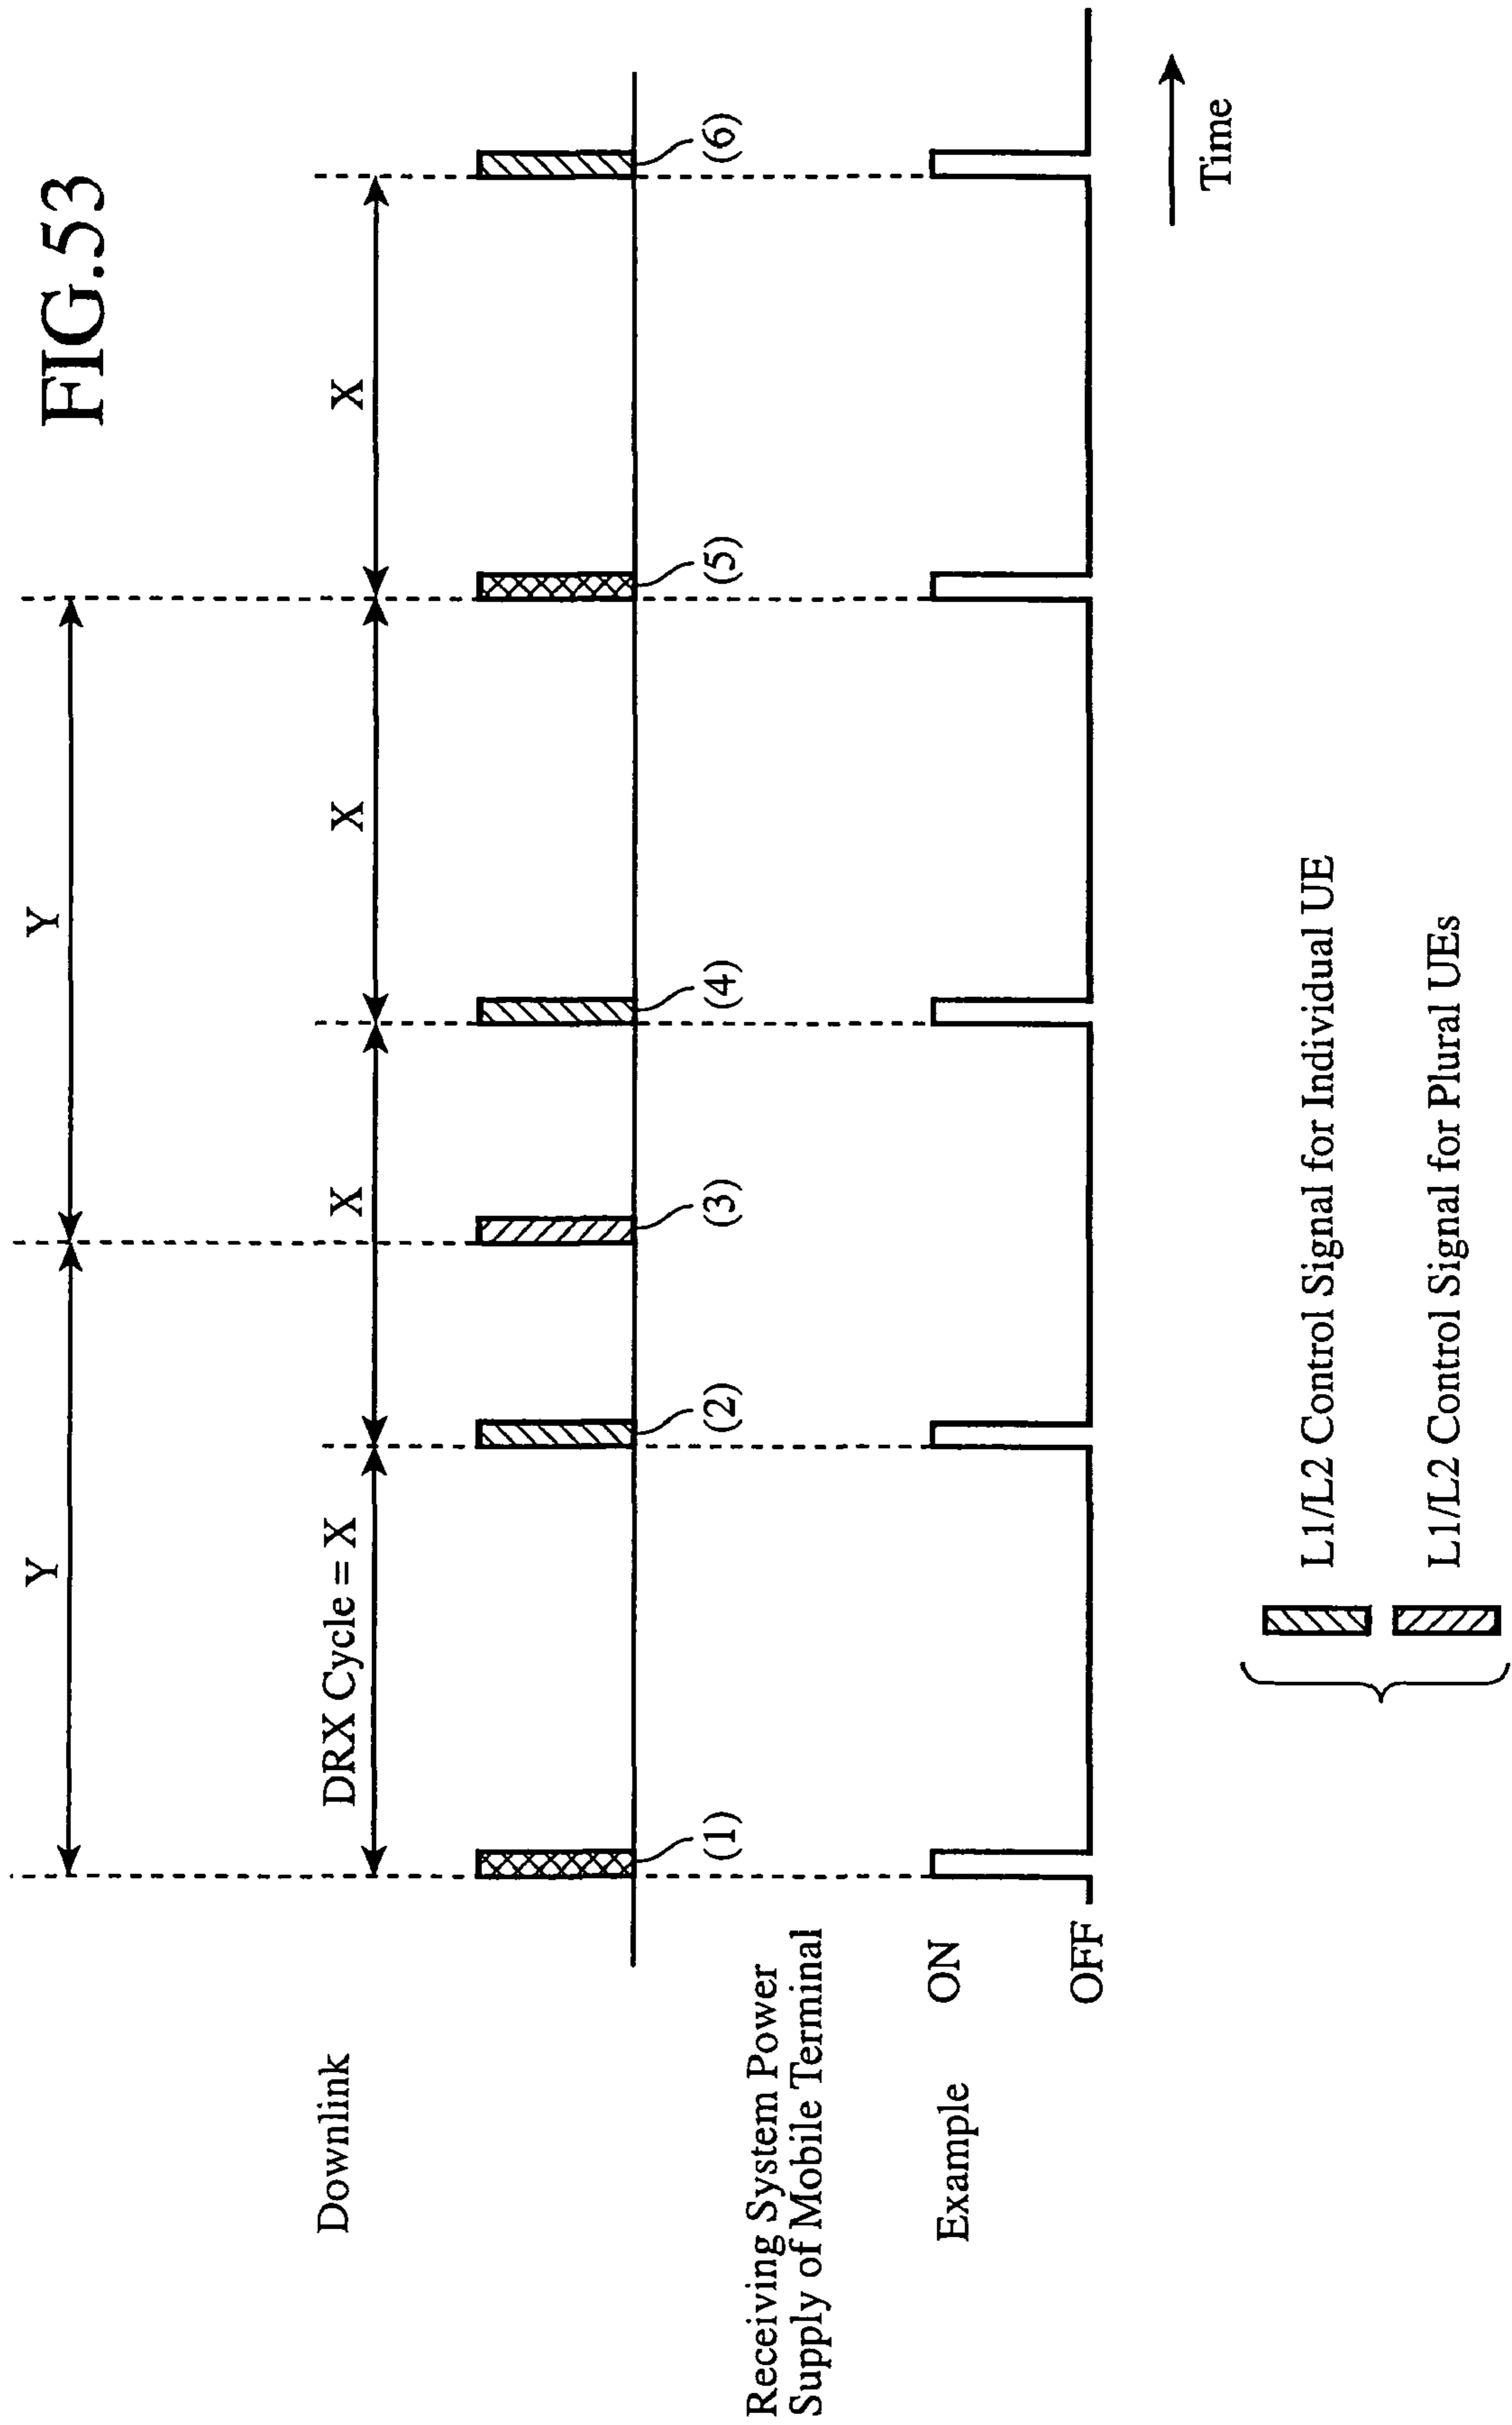 FIG.53
Y
Y
Downlink
DRX Cycle = X
X
X
X
(1)
(2)
(3)
(4)
(5)
(6)
Receiving System Power
Supply of Mobile Terminal
Example
ON
OFF
Time
L1/L2 Control Signal for Individual UE
L1/L2 Control Signal for Plural UEs